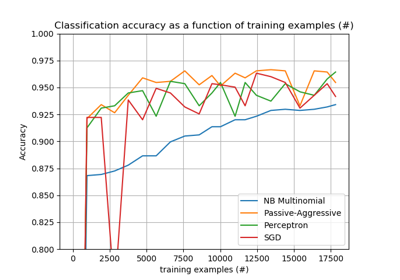 Classification accuracy as a function of training examples (#)
1.000
0.975
0.950
0.925
0.900
0.875
0.850
0.825
0.800
Accuracy
NB Multinomial
Passive-Aggressive
Perceptron
SGD
0 2500 5000 7500 10000 12500 15000 17500
training examples (#)